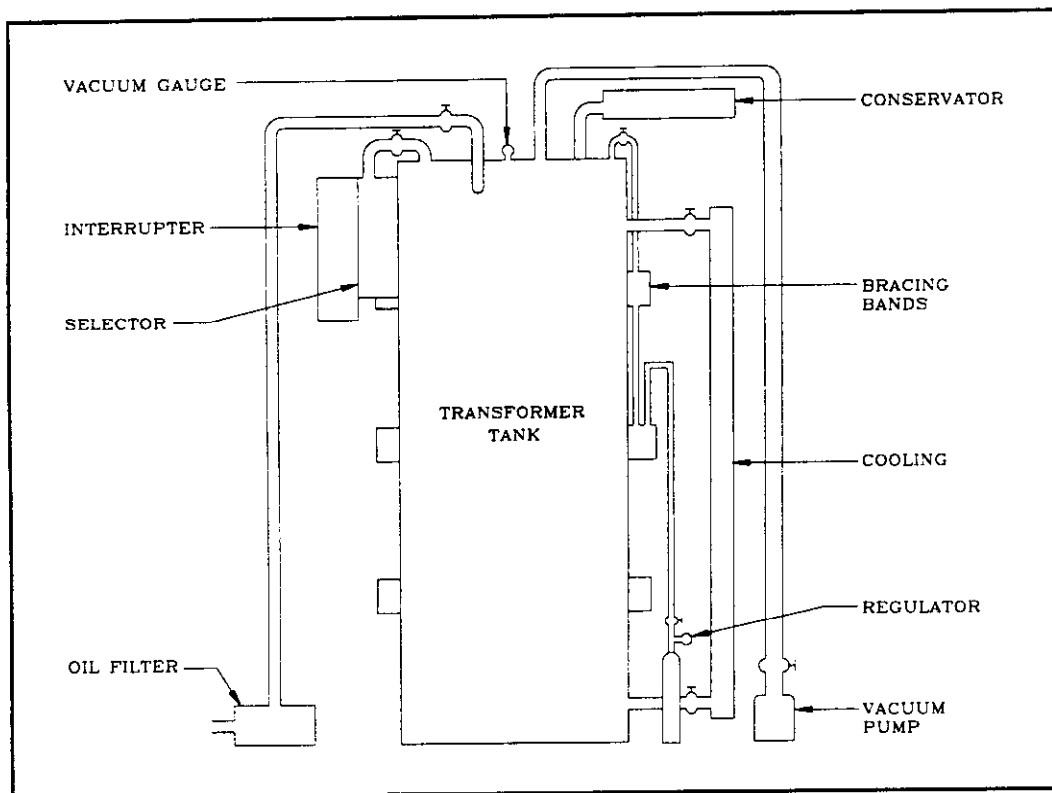 VACUUM GAUGE
CONSERVATOR
INTERRUPTER
BRACING
BANDS
SELECTOR
TRANSFORMER
TANK
COOLING
REGULATOR
OIL FILTER
VACUUM
PUMP